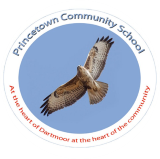 Princetown Community School
At the heart of Dartmoor at the heart of the community